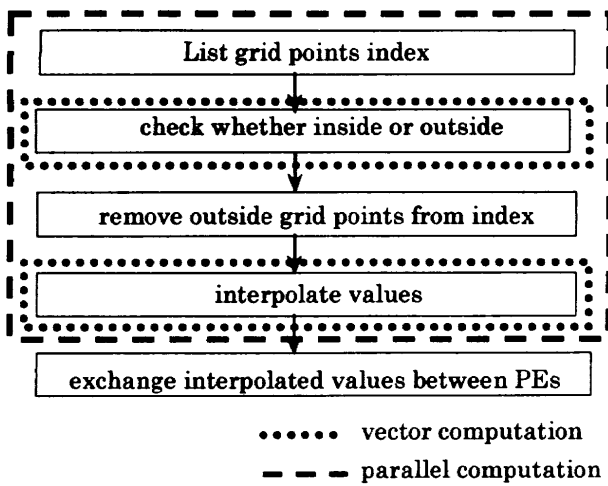 List grid points index
check whether inside or outside
remove outside grid points from index
interpolate values
exchange interpolated values between PEs
vector computation
parallel computation